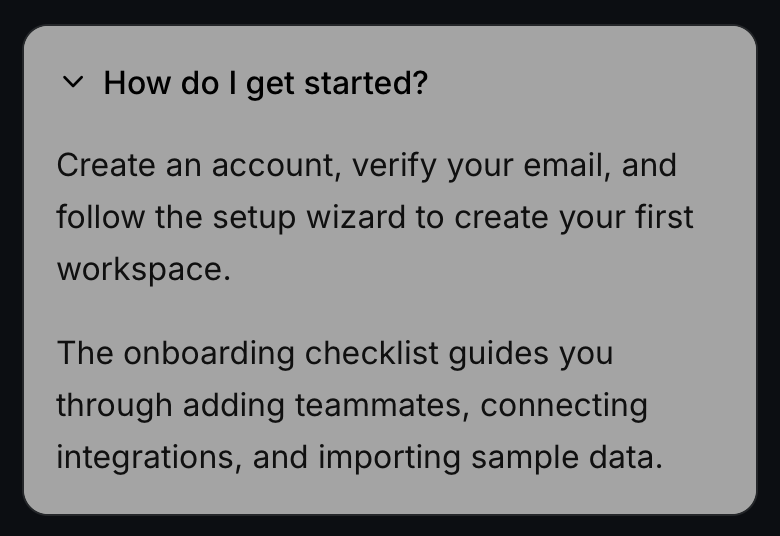 How do I get started?
Create an account, verify your email, and
follow the setup wizard to create your first
workspace.
The onboarding checklist guides you
through adding teammates, connecting
integrations, and importing sample data.